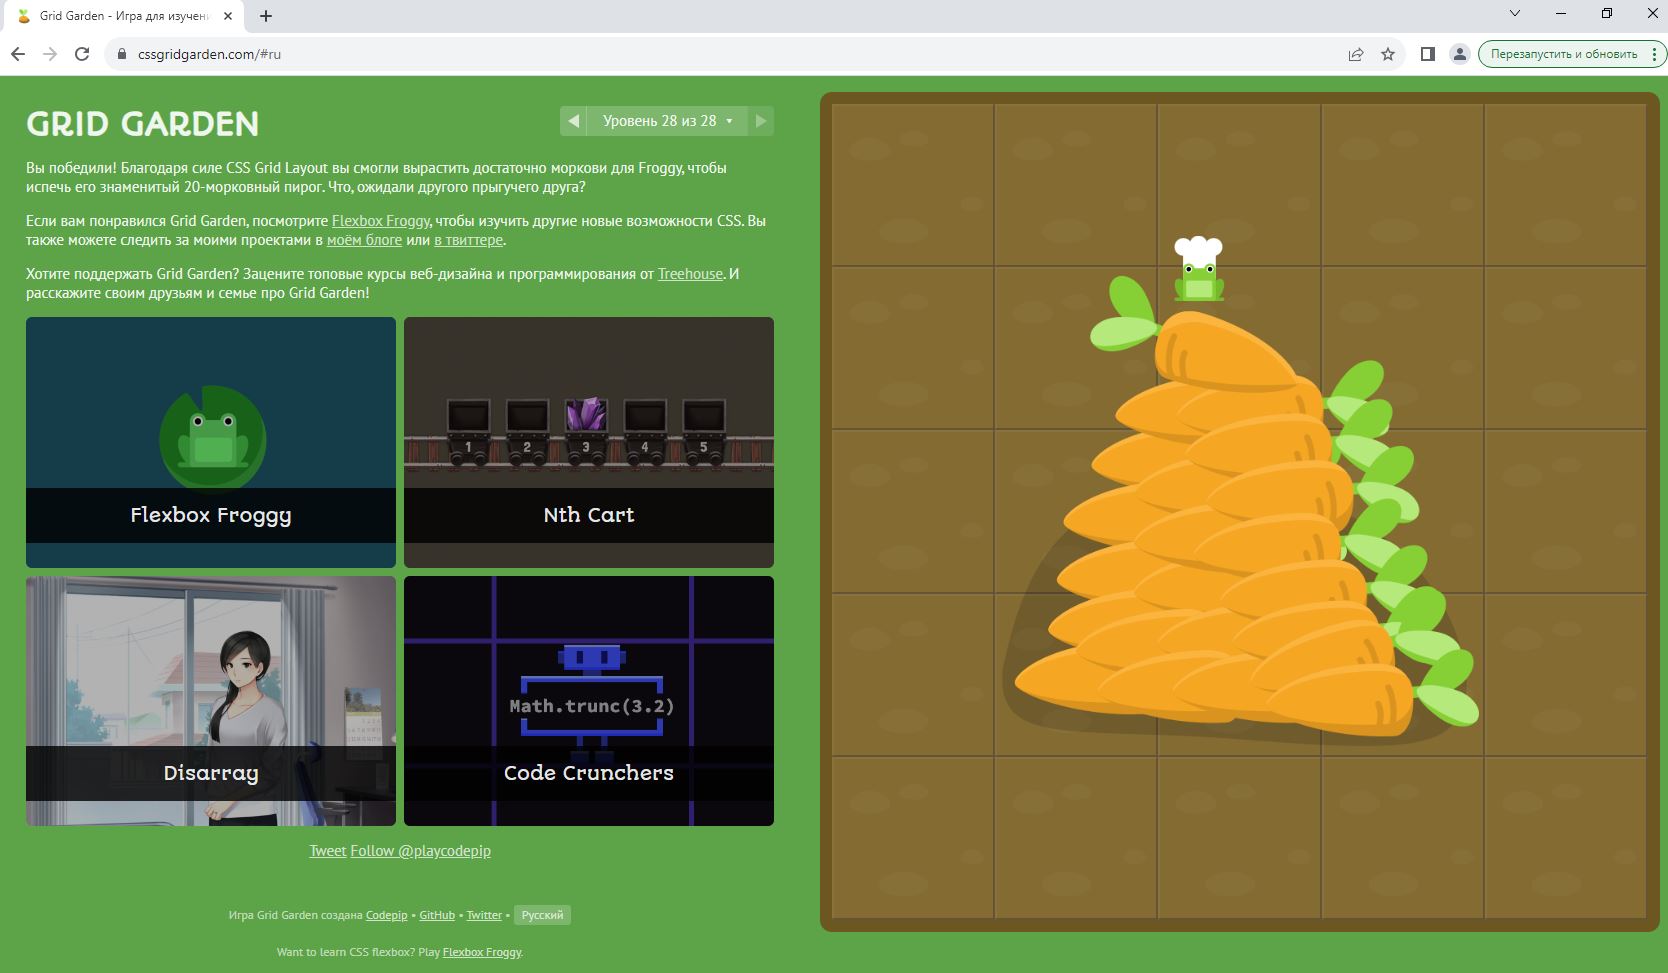 Grid Garden - Игра для изучени
cssgridgarden.com/#ru
Перезапустить и обновить
GRID GARDEN
Уровень 28 из 28
Вы победили! Благодаря силе CSS Grid Layout вы смогли вырастить достаточно моркови для Froggy, чтобы
испечь его знаменитый 20-морковный пирог. Что, ожидали другого прыгучего друга?
Если вам понравился Grid Garden, посмотрите Flexbox Froggy, чтобы изучить другие новые возможности CSS. Вы
также можете следить за моими проектами в моём блоге или в твиттере.
Хотите поддержать Grid Garden? Зацените топовые курсы веб-дизайна и программирования от Treehouse. И
расскажите своим друзьям и семье про Grid Garden!
1 2 3 4 5
Flexbox Froggy
Nth Cart
Math.trunc(3.2)
Disarray
Code Crunchers
Tweet Follow @playcodepip
Игра Grid Garden создана Codepip • GitHub • Twitter • Русский
Want to learn CSS flexbox? Play Flexbox Froggy.